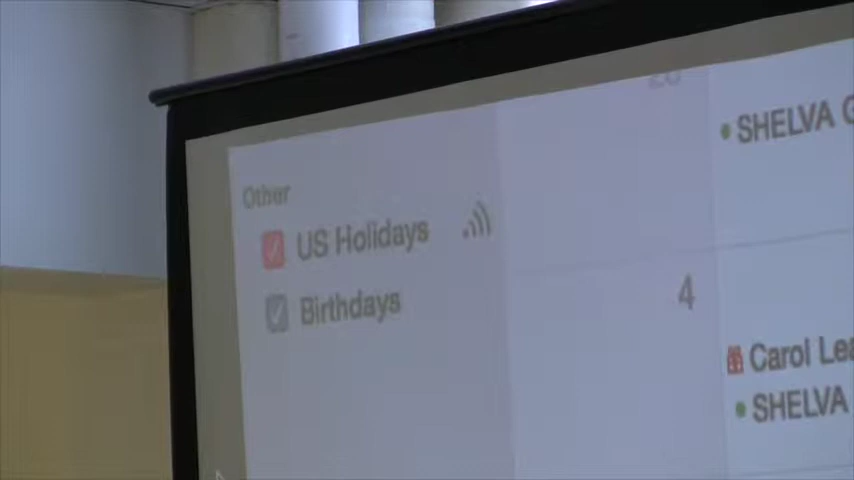 Other
US Holidays
Birthdays
SHELVA
4
Carol
SHELVA